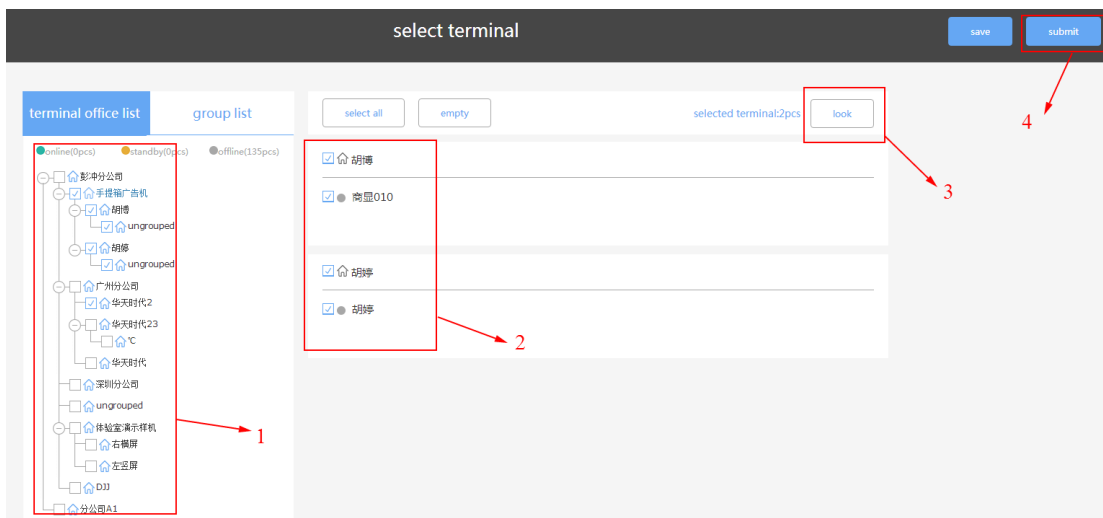 select terminal
save
submit
terminal office list
group list
select all
empty
selected terminal:2pcs
look
4
online(0pcs)
standby(0pcs)
offline(135pcs)
彭冲分公司
手提箱广告机
胡博
ungrouped
胡婷
ungrouped
广州分公司
华天时代2
华天时代23
℃
华天时代
深圳分公司
ungrouped
体验室演示样机
右横屏
左竖屏
DJJ
分公司A1
1
胡博
商显010
胡婷
胡婷
2
3